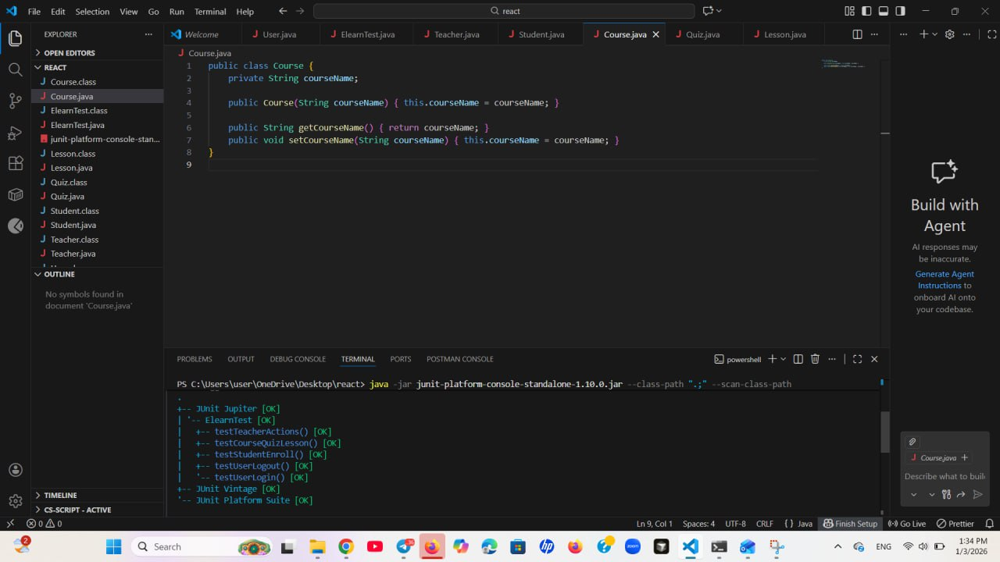 File Edit Selection View Go Run Terminal Help
react
EXPLORER
OPEN EDITORS
REACT
Course.class
Course.java
ElearnTest.class
ElearnTest.java
junit-platform-console-stan...
Lesson.class
Lesson.java
Quiz.class
Quiz.java
Student.class
Student.java
Teacher.class
Teacher.java
OUTLINE
No symbols found in
document 'Course.java'
TIMELINE
CS-SCRIPT - ACTIVE
Welcome User.java ElearnTest.java Teacher.java Student.java Course.java Quiz.java Lesson.java
Course.java
1 public class Course {
2 private String courseName;
3
4 public Course(String courseName) { this.courseName = courseName; }
5
6 public String getCourseName() { return courseName; }
7 public void setCourseName(String courseName) { this.courseName = courseName; }
8 }
9
PROBLEMS OUTPUT DEBUG CONSOLE TERMINAL PORTS POSTMAN CONSOLE
powershell
PS C:\Users\user\OneDrive\Desktop\react> java -jar junit-platform-console-standalone-1.10.0.jar --class-path ".;" --scan-class-path
.
+-- JUnit Jupiter [OK]
| '-- ElearnTest [OK]
|   +-- testTeacherActions() [OK]
|   +-- testCourseQuizLesson() [OK]
|   +-- testStudentEnroll() [OK]
|   +-- testUserLogout() [OK]
|   '-- testUserLogin() [OK]
+-- JUnit Vintage [OK]
'-- JUnit Platform Suite [OK]
Build with
Agent
AI responses may
be inaccurate.
Generate Agent
Instructions to
onboard AI onto
your codebase.
Course.java
Describe what to buil
0 0
Ln 9, Col 1 Spaces: 4 UTF-8 CRLF { } Java Finish Setup Go Live Prettier
2
Search
zoom
hp
ENG
1:34 PM
1/3/2026